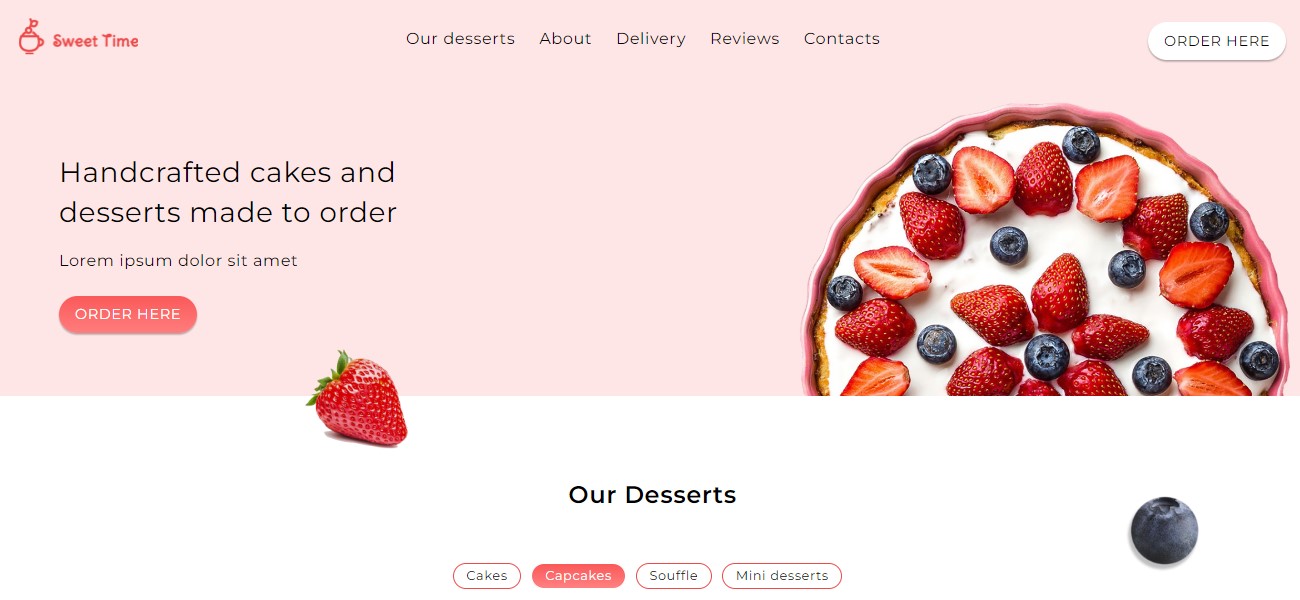 Sweet Time
Our desserts About Delivery Reviews Contacts
ORDER HERE
Handcrafted cakes and
desserts made to order
Lorem ipsum dolor sit amet
ORDER HERE
Our Desserts
Cakes Capcakes Souffle Mini desserts